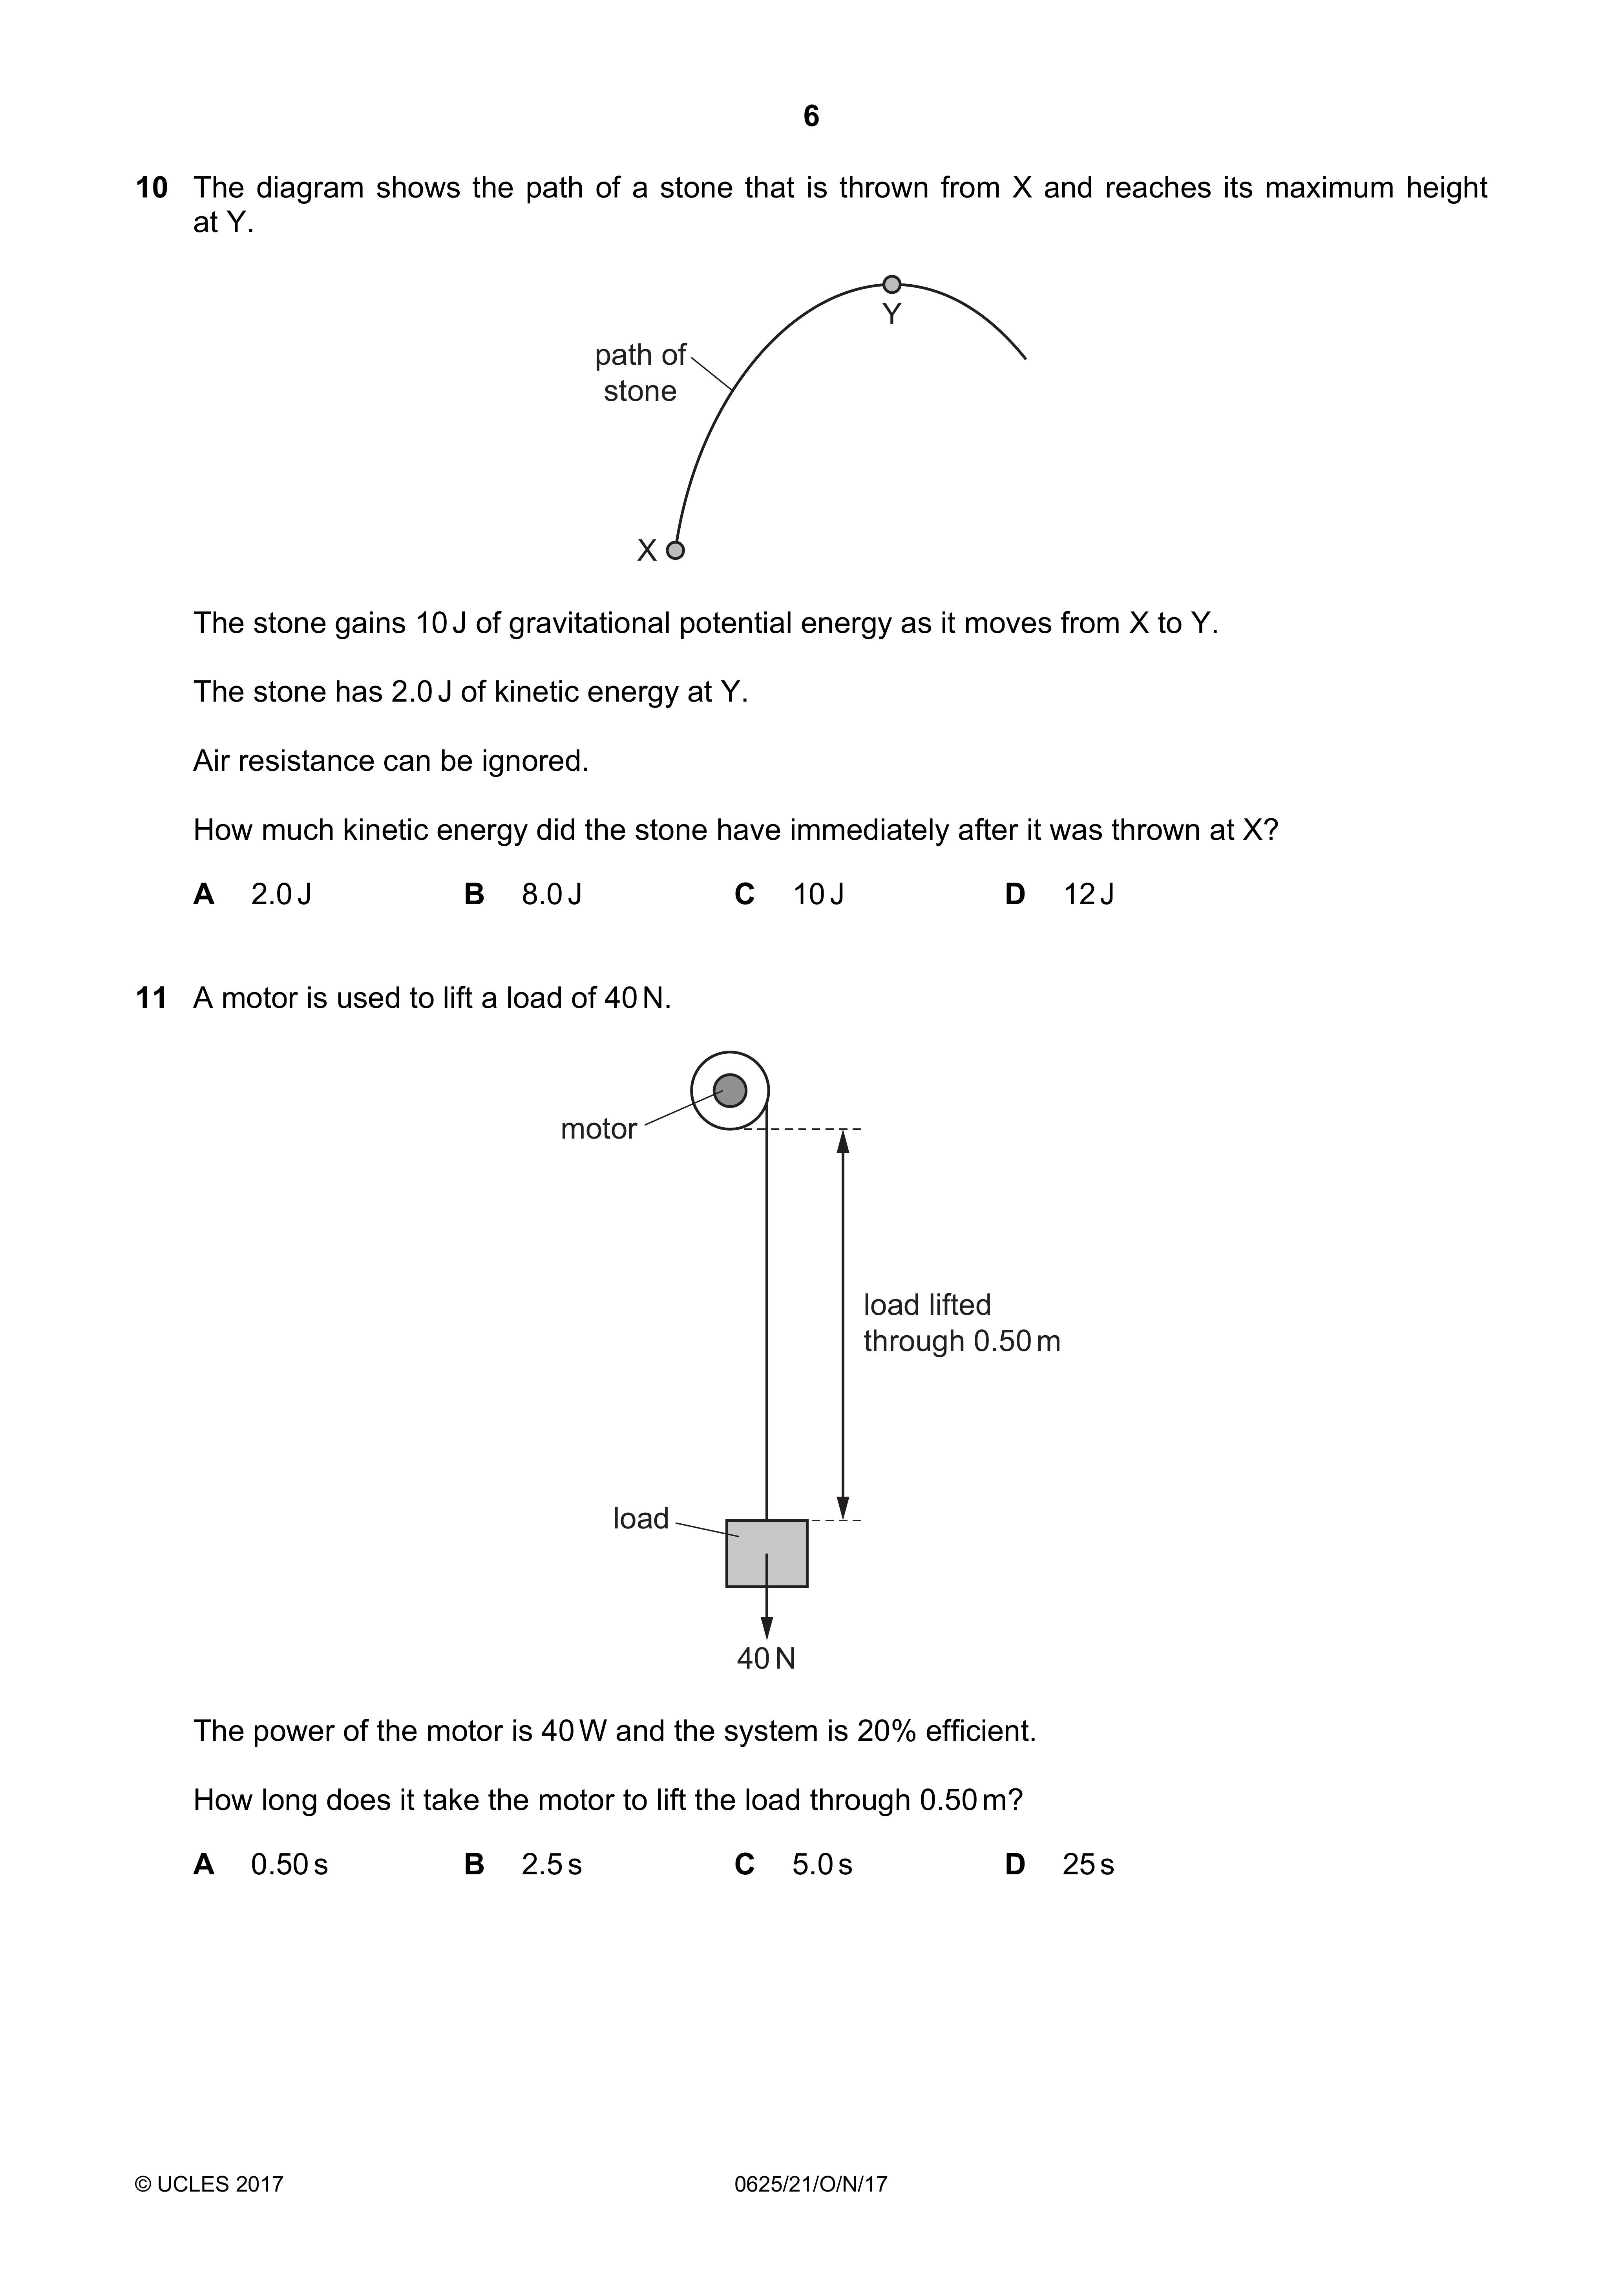 6
10 The diagram shows the path of a stone that is thrown from X and reaches its maximum height
at Y.
Y
path of
stone
X
The stone gains 10 J of gravitational potential energy as it moves from X to Y.
The stone has 2.0 J of kinetic energy at Y.
Air resistance can be ignored.
How much kinetic energy did the stone have immediately after it was thrown at X?
A 2.0 J B 8.0 J C 10 J D 12 J
11 A motor is used to lift a load of 40 N.
motor
load lifted
through 0.50 m
load
40 N
The power of the motor is 40 W and the system is 20% efficient.
How long does it take the motor to lift the load through 0.50 m?
A 0.50 s B 2.5 s C 5.0 s D 25 s
© UCLES 2017 0625/21/O/N/17